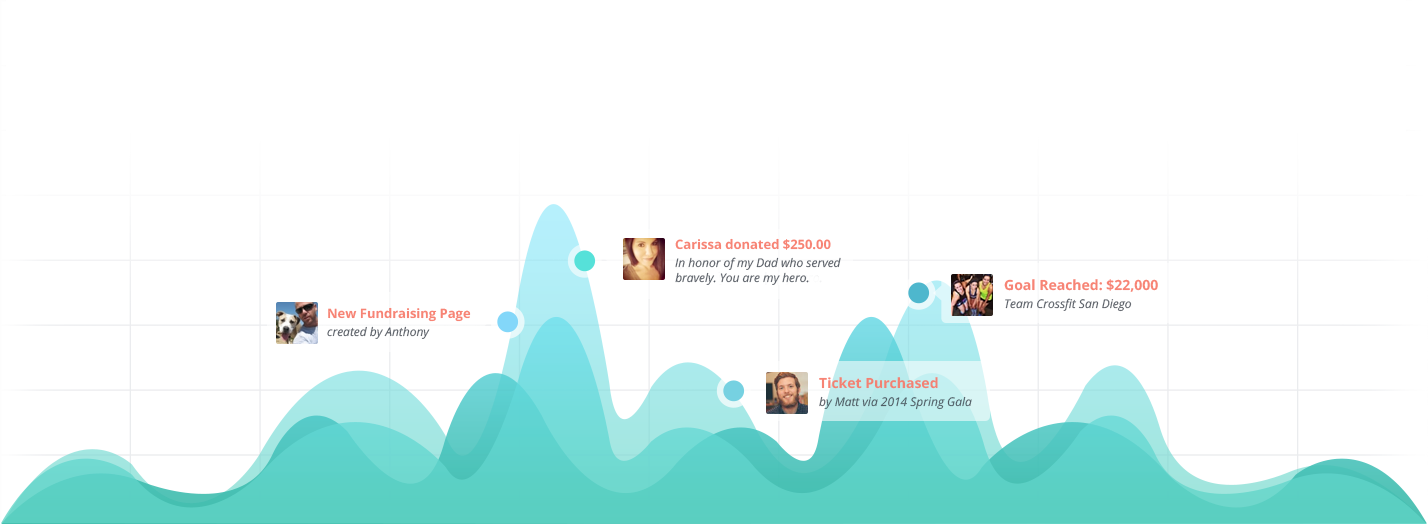 Carissa donated $250.00
In honor of my Dad who served
bravely. You are my hero.
Goal Reached: $22,000
Team Crossfit San Diego
New Fundraising Page
created by Anthony
Ticket Purchased
by Matt via 2014 Spring Gala